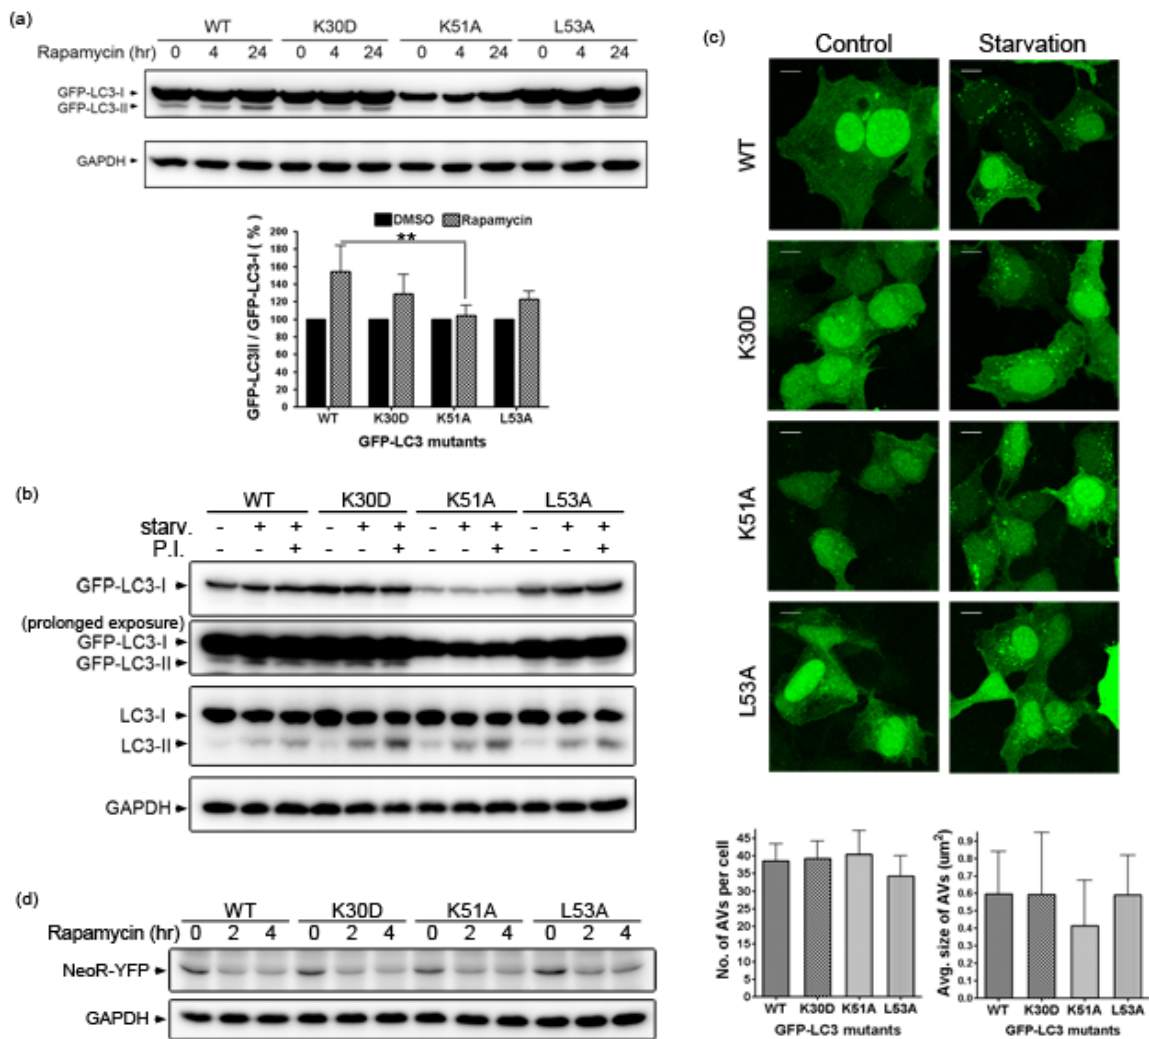 (a)
WT K30D K51A L53A
Rapamycin (hr) 0 4 24 0 4 24 0 4 24 0 4 24
GFP-LC3-I
GFP-LC3-II
GAPDH
DMSO Rapamycin
**
GFP-LC3II / GFP-LC3-I ( % )
200
180
160
140
120
100
80
60
40
20
0
WT K30D K51A L53A
GFP-LC3 mutants
(b)
WT K30D K51A L53A
starv. - + + - + + - + + - + +
P.I. - - + - - + - - + - - +
GFP-LC3-I
(prolonged exposure)
GFP-LC3-I
GFP-LC3-II
LC3-I
LC3-II
GAPDH
(c)
Control Starvation
WT
K30D
K51A
L53A
No. of AVs per cell
45
40
35
30
25
20
15
10
5
0
WT K30D K51A L53A
GFP-LC3 mutants
Avg. size of AVs (um²)
0.9
0.8
0.7
0.6
0.5
0.4
0.3
0.2
0.1
0.0
WT K30D K51A L53A
GFP-LC3 mutants
(d)
WT K30D K51A L53A
Rapamycin (hr) 0 2 4 0 2 4 0 2 4 0 2 4
NeoR-YFP
GAPDH